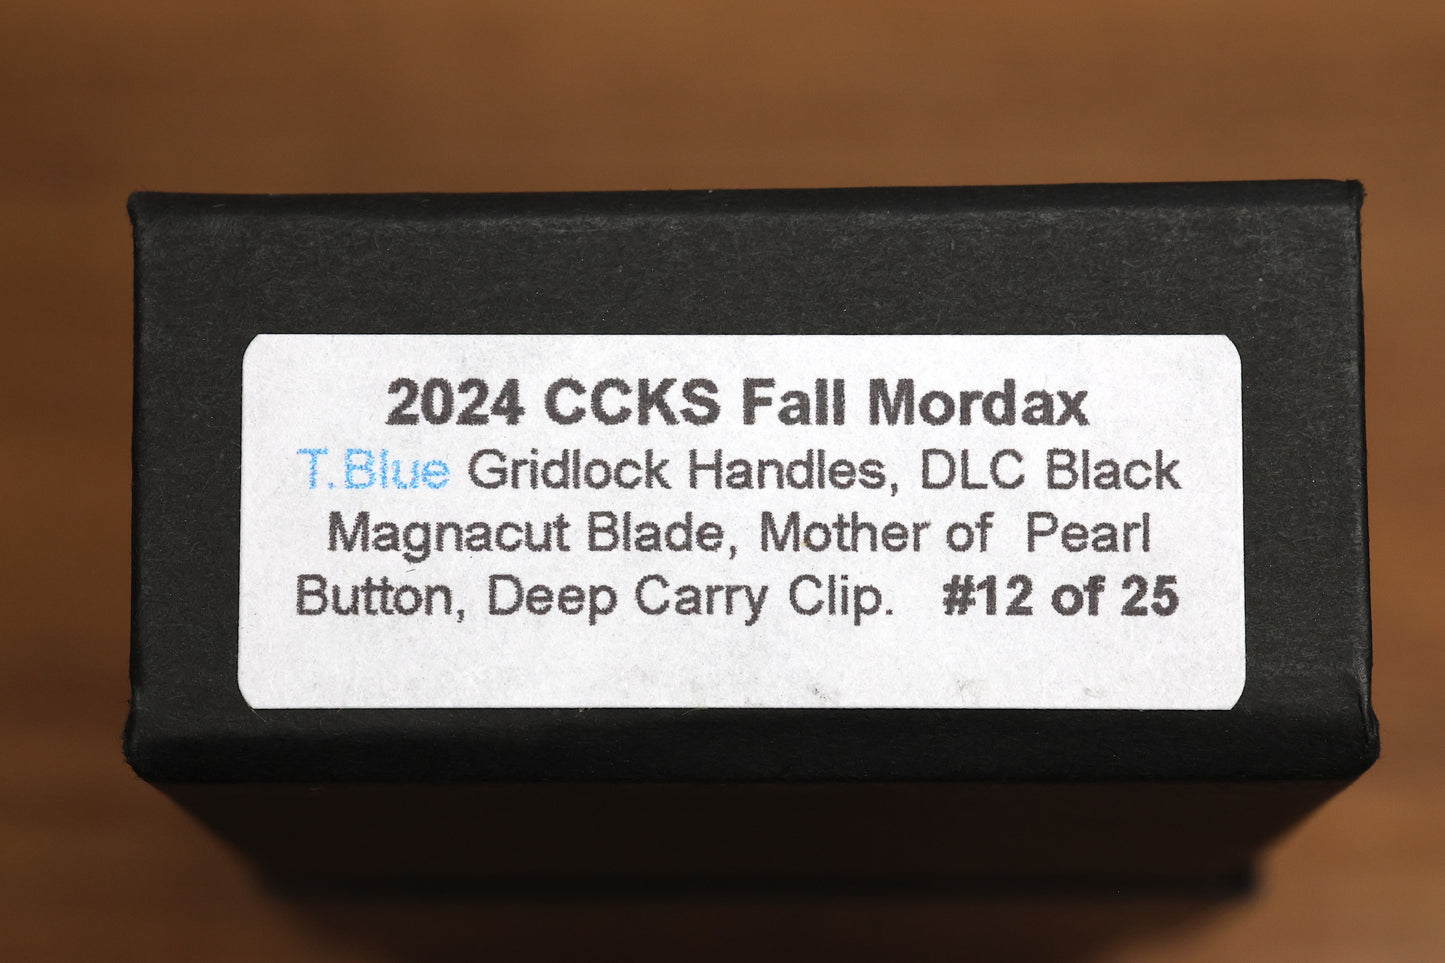 2024 CCKS Fall Mordax
T.Blue Gridlock Handles, DLC Black
Magnacut Blade, Mother of  Pearl
Button, Deep Carry Clip.   #12 of 25